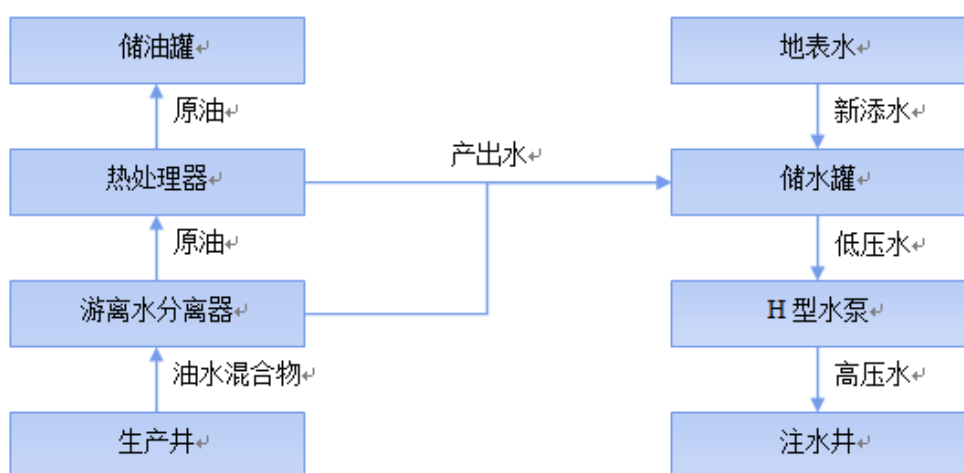 储油罐
原油
热处理器
原油
游离水分离器
油水混合物
生产井
产出水
地表水
新添水
储水罐
低压水
H 型水泵
高压水
注水井